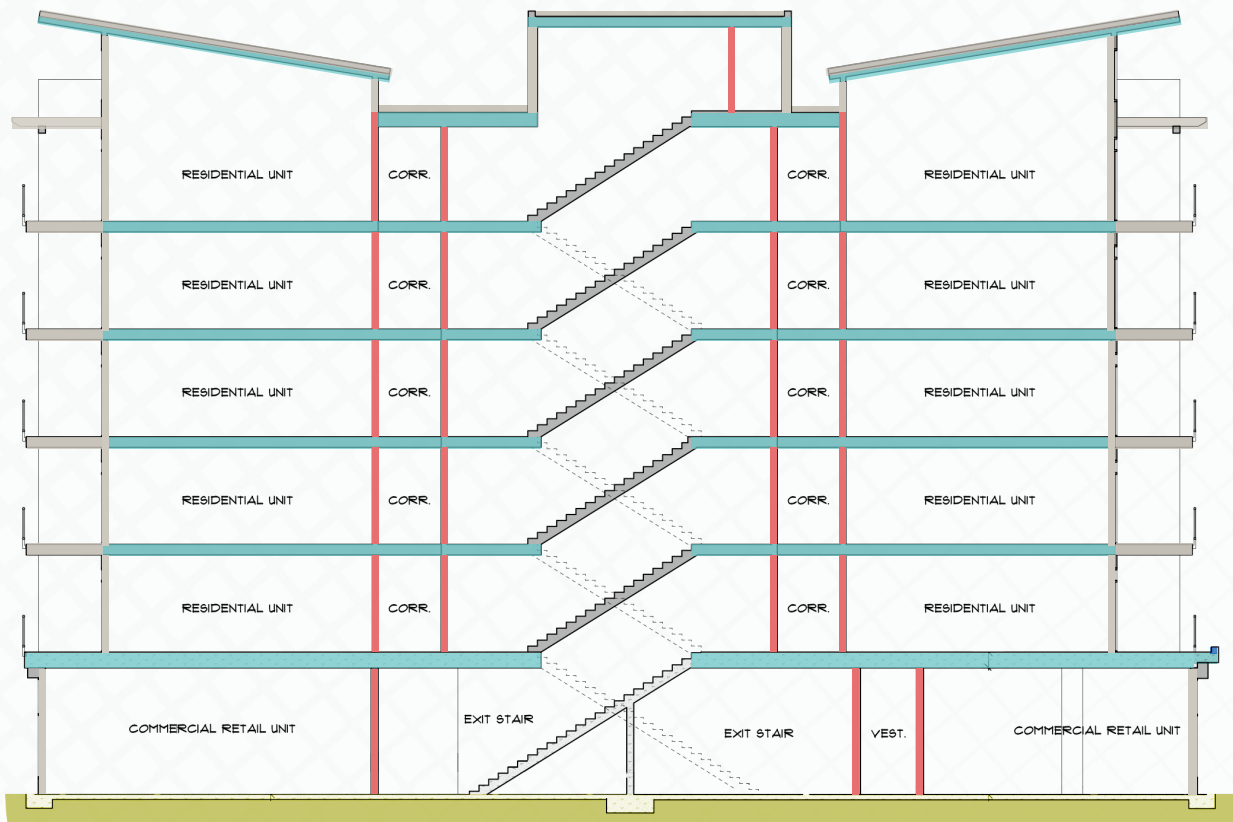 RESIDENTIAL UNIT
CORR.
CORR.
RESIDENTIAL UNIT
RESIDENTIAL UNIT
CORR.
CORR.
RESIDENTIAL UNIT
RESIDENTIAL UNIT
CORR.
CORR.
RESIDENTIAL UNIT
RESIDENTIAL UNIT
CORR.
CORR.
RESIDENTIAL UNIT
RESIDENTIAL UNIT
CORR.
CORR.
RESIDENTIAL UNIT
COMMERCIAL RETAIL UNIT
EXIT STAIR
EXIT STAIR
VEST.
COMMERCIAL RETAIL UNIT